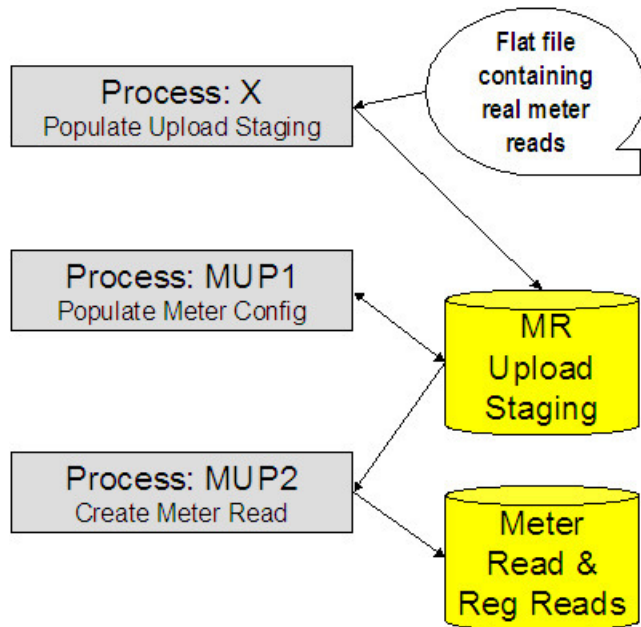 Flat file
containing
real meter
reads
Process: X
Populate Upload Staging
Process: MUP1
Populate Meter Config
MR
Upload
Staging
Process: MUP2
Create Meter Read
Meter
Read &
Reg Reads